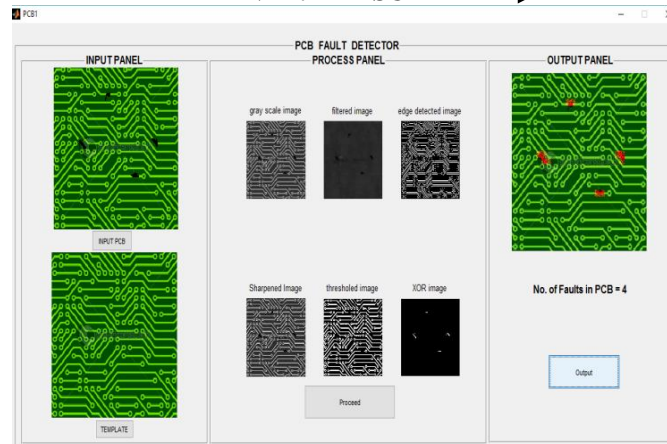 PCB1
PCB FAULT DETECTOR
INPUT PANEL
PROCESS PANEL
OUTPUT PANEL
gray scale image
filtered image
edge detected image
INPUT PCB
Sharpened Image
thresholed image
XOR image
No. of Faults in PCB = 4
Output
Proceed
TEMPLATE